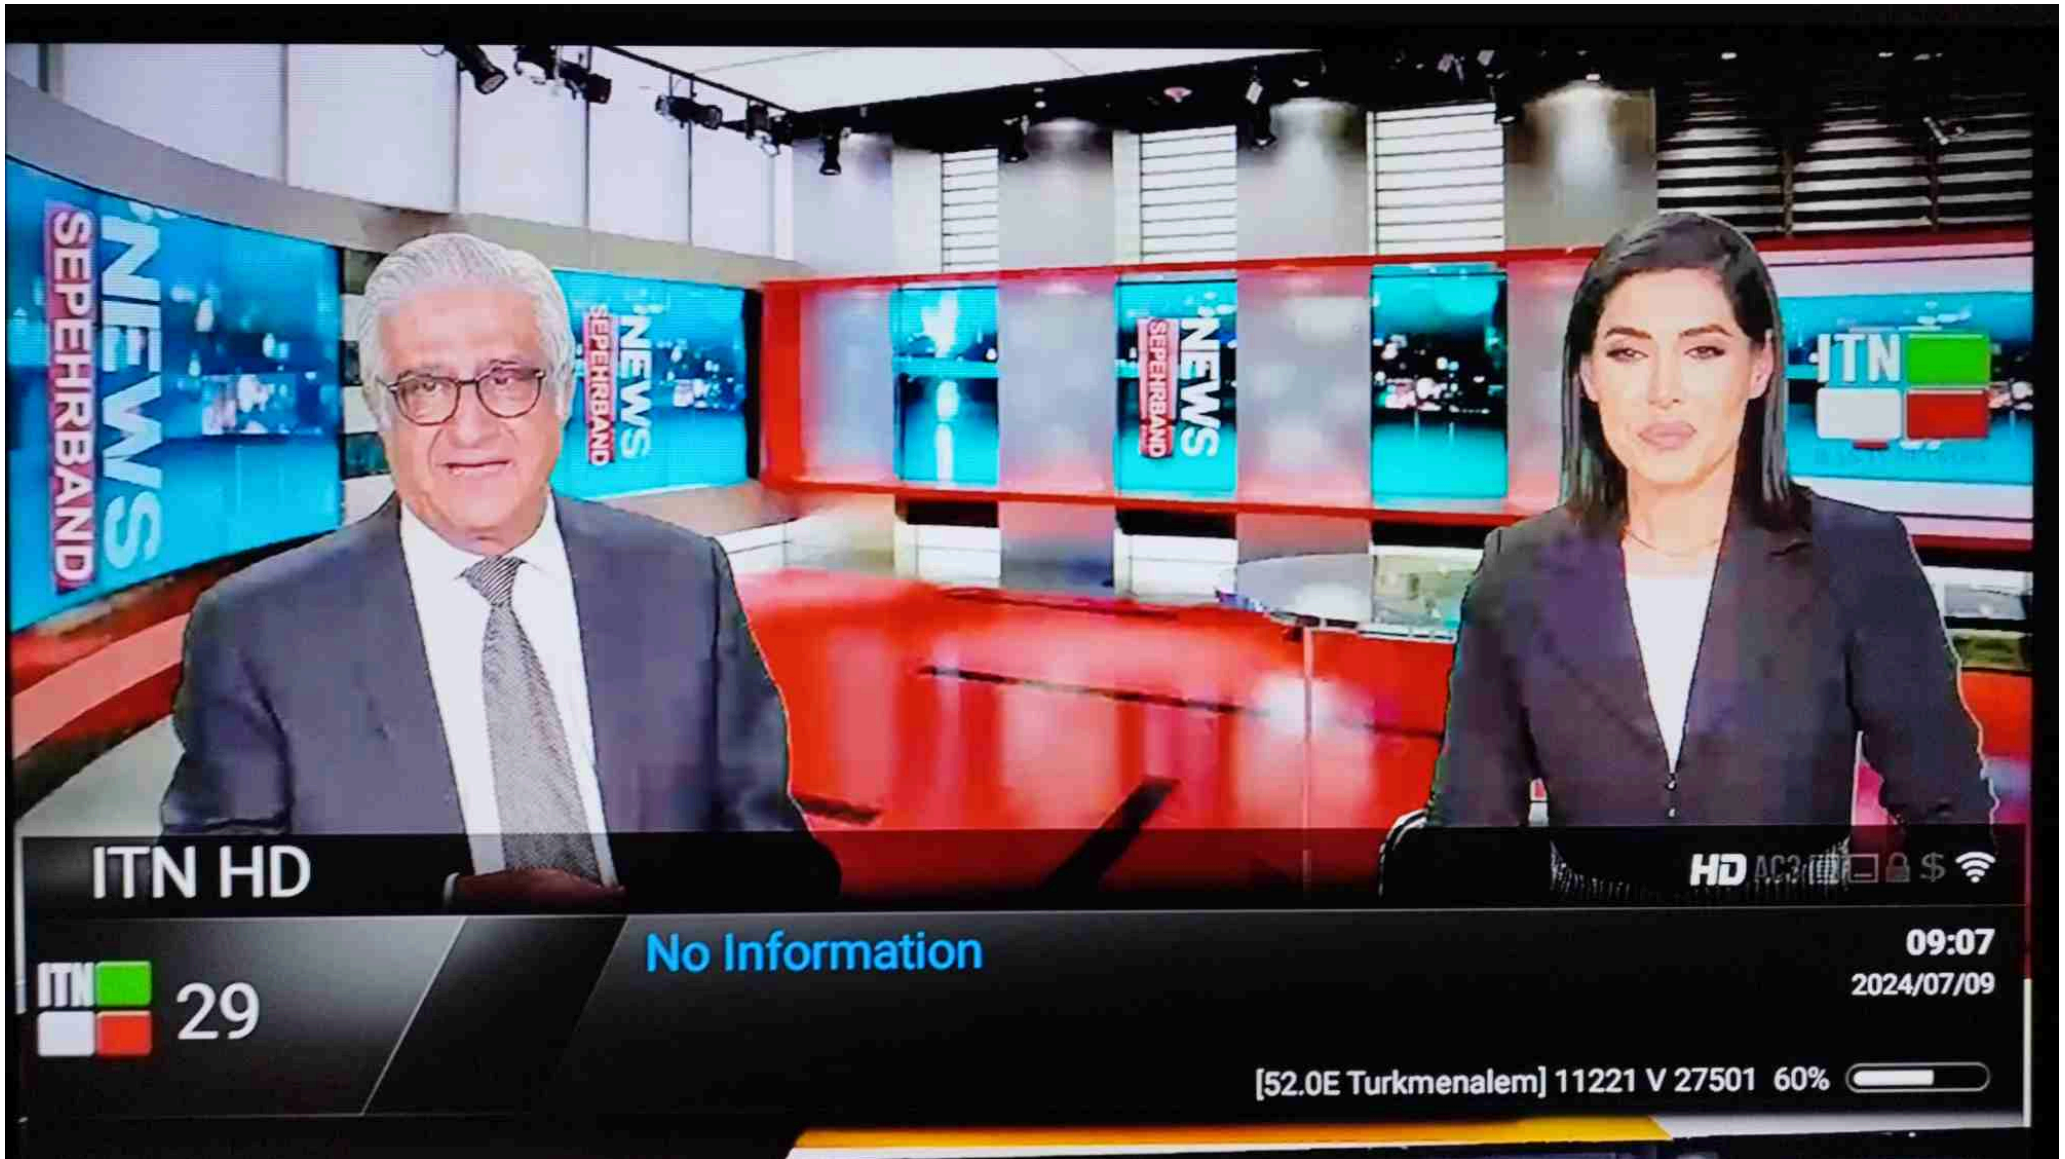 NEWS
SEPEHRBAND
NEWS
SEPEHRBAND
NEWS
SEPEHRBAND
ITN
ITN HD
HD AC3
$
ITN
29
No Information
09:07
2024/07/09
[52.0E Turkmenalem] 11221 V 27501 60%